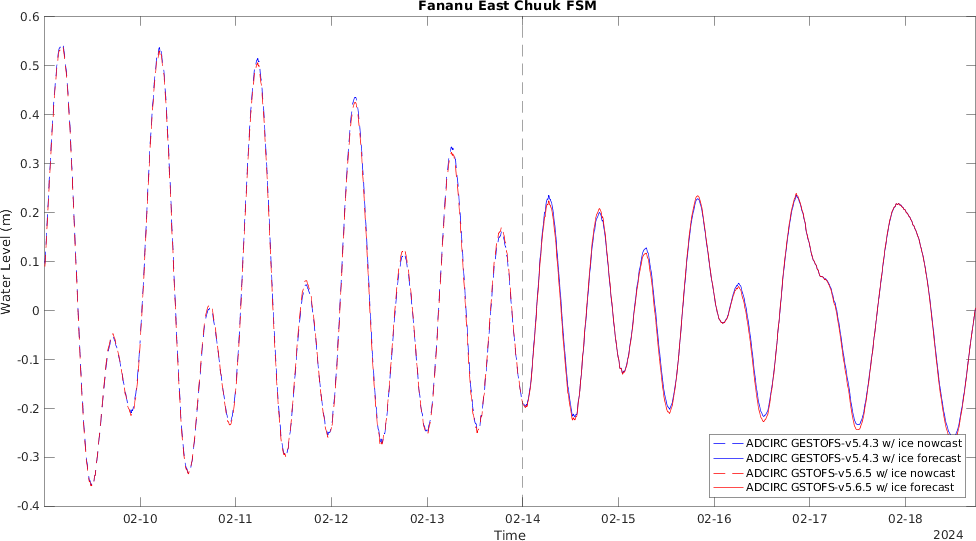 Fananu East Chuuk FSM
0.6
0.5
0.4
0.3
0.2
0.1
0
-0.1
-0.2
-0.3
-0.4
Water Level (m)
ADCIRC GESTOFS-v5.4.3 w/ ice nowcast
ADCIRC GESTOFS-v5.4.3 w/ ice forecast
ADCIRC GSTOFS-v5.6.5 w/ ice nowcast
ADCIRC GSTOFS-v5.6.5 w/ ice forecast
02-10 02-11 02-12 02-13 02-14 02-15 02-16 02-17 02-18
Time
2024